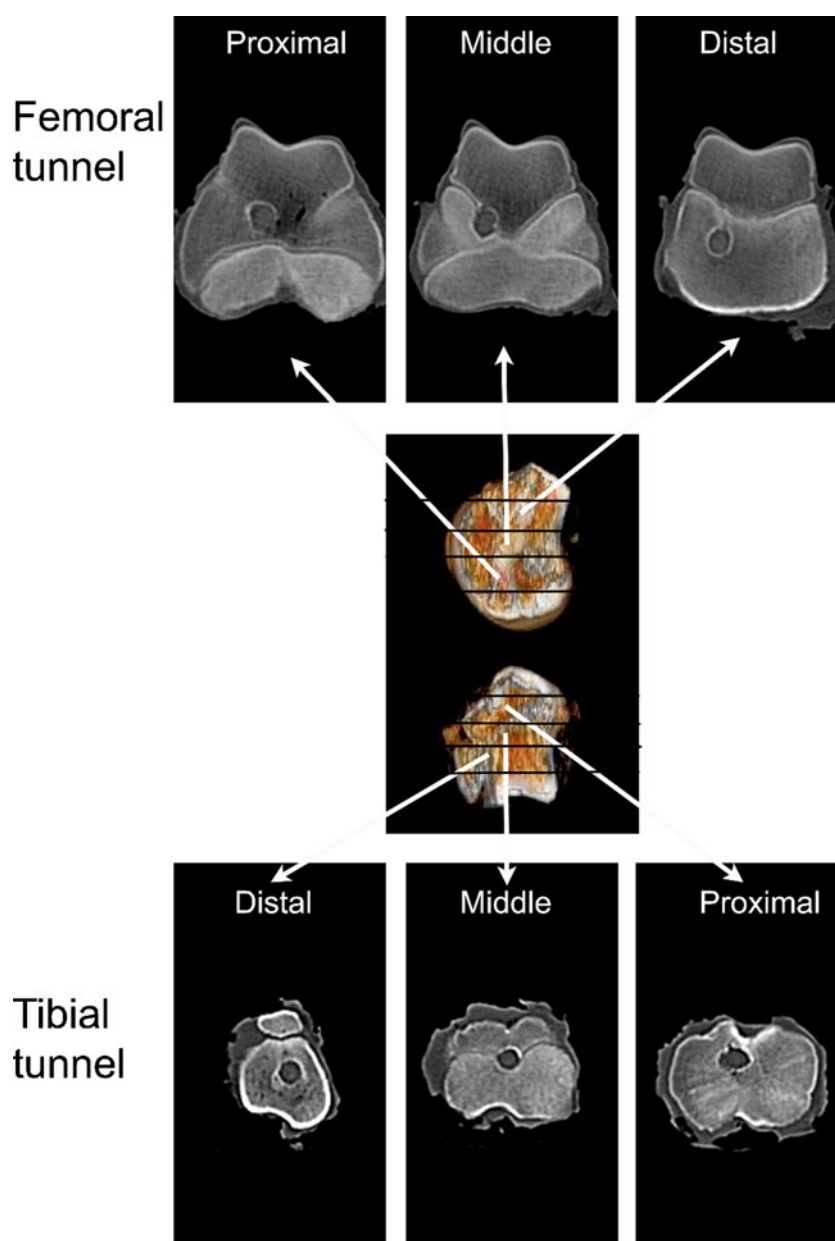 Proximal
Middle
Distal
Femoral
tunnel
Distal
Middle
Proximal
Tibial
tunnel